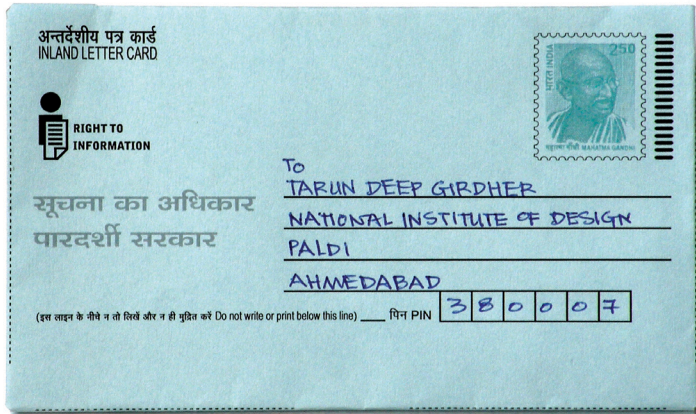 अन्तर्देशीय पत्र कार्ड
INLAND LETTER CARD
250
भारत INDIA
महात्मा गाँधी MAHATMA GANDHI
RIGHT TO
INFORMATION
सूचना का अधिकार
पारदर्शी सरकार
To
TARUN DEEP GIRDHER
NATIONAL INSTITUTE OF DESIGN
PALDI
AHMEDABAD
(इस लाइन के नीचे न तो लिखें और न ही मुद्रित करें Do not write or print below this line) पिन PIN 380007